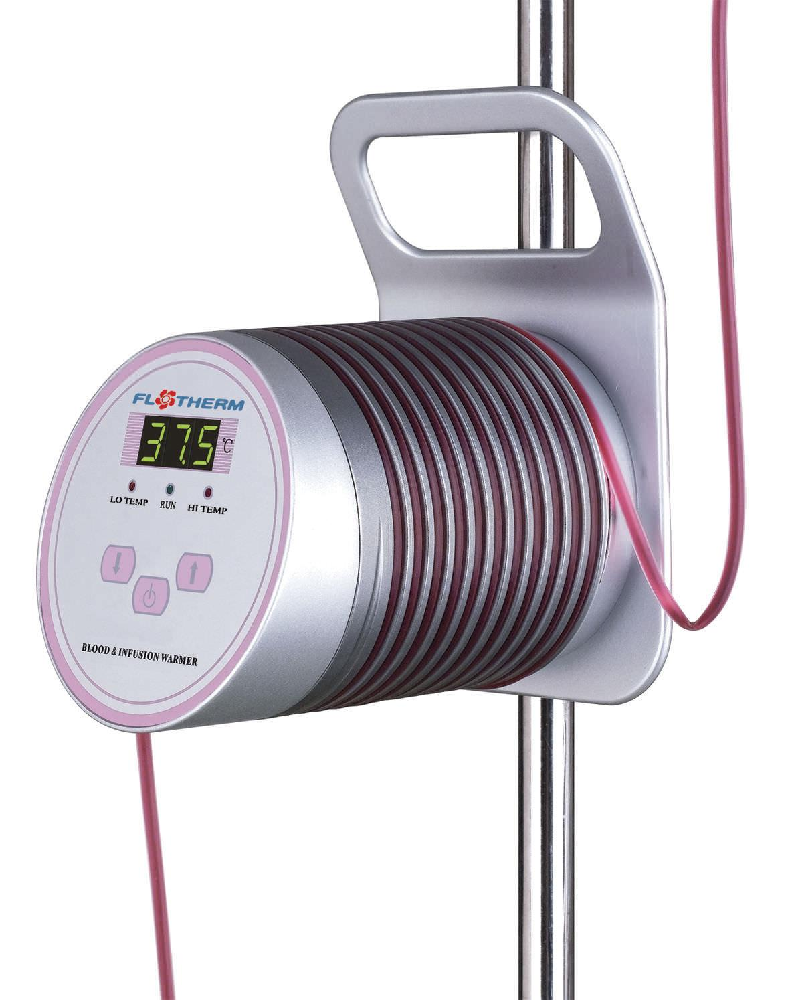 FLOTHERM
37.5 °C
LO TEMP RUN HI TEMP
BLOOD & INFUSION WARMER